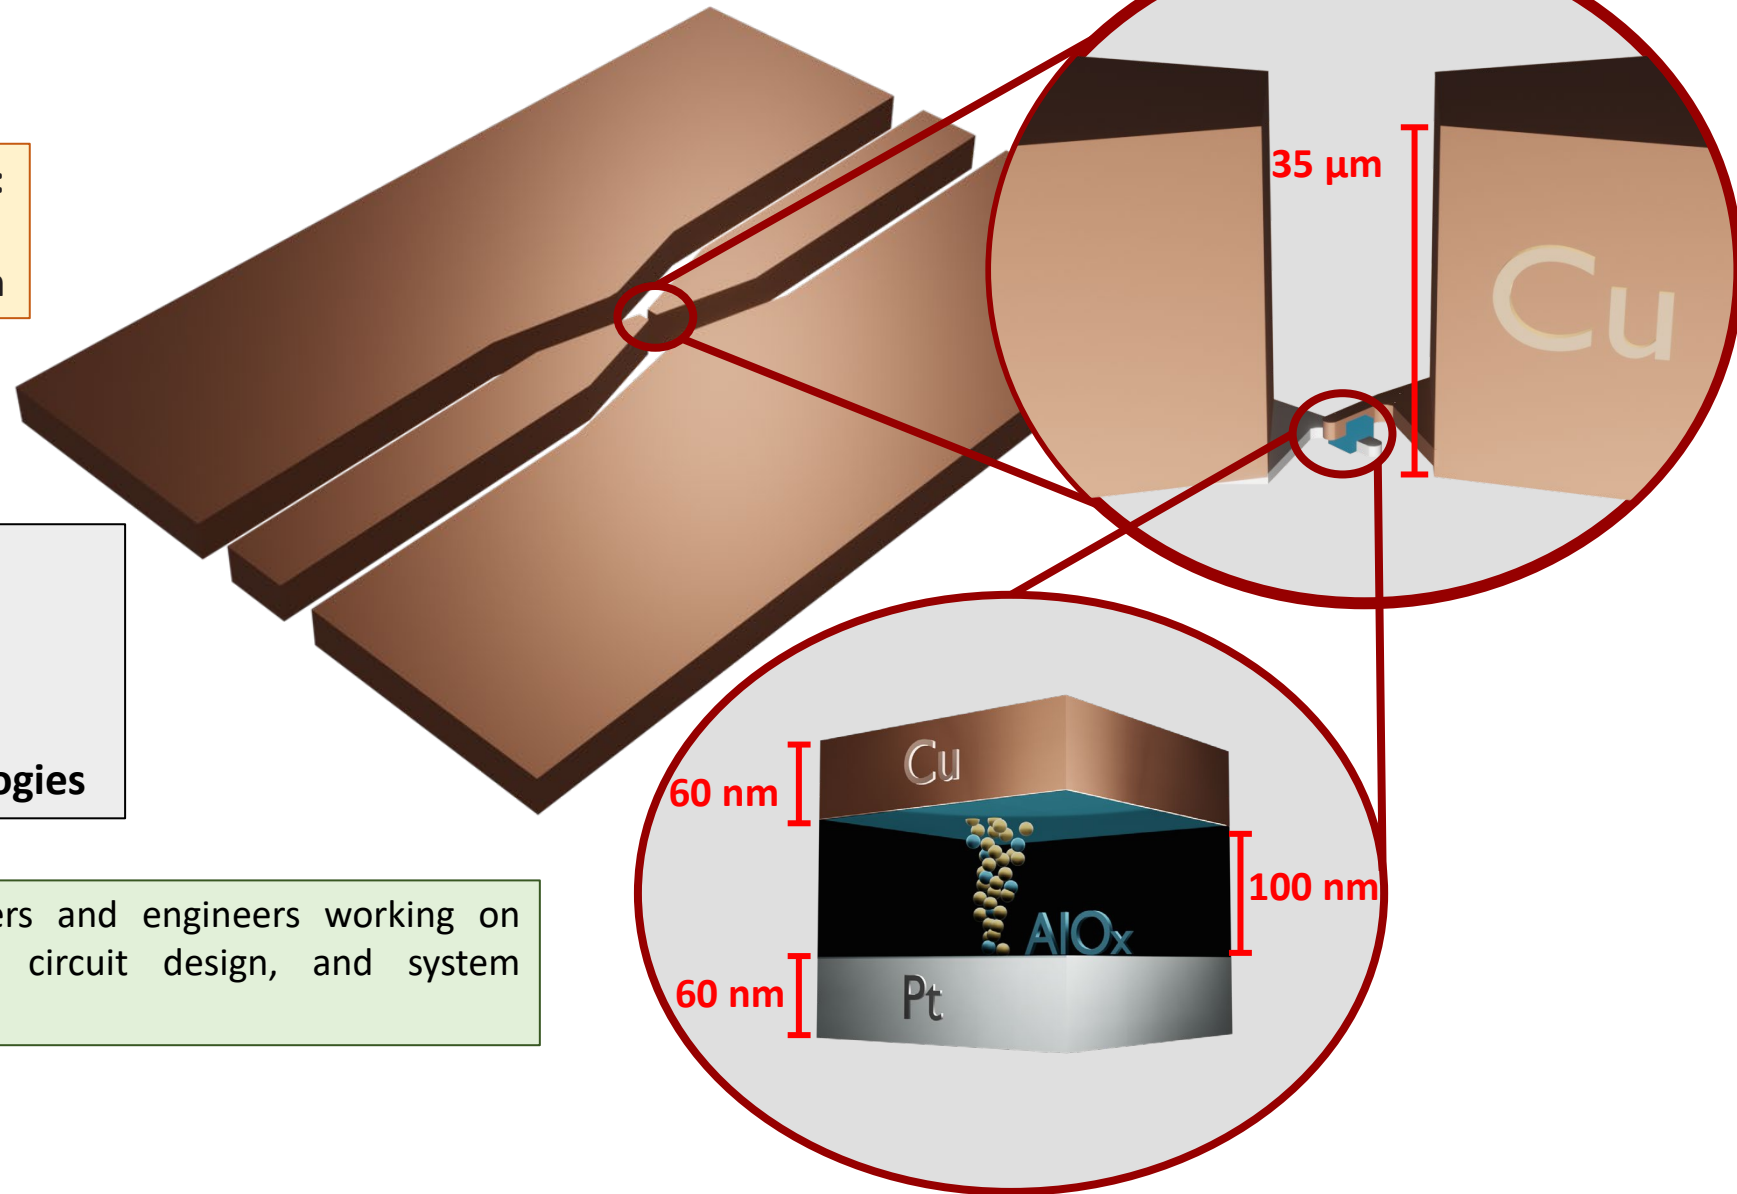 35 µm
Cu
ers and engineers working on
circuit design, and system
60 nm
Cu
100 nm
AlOx
60 nm
Pt